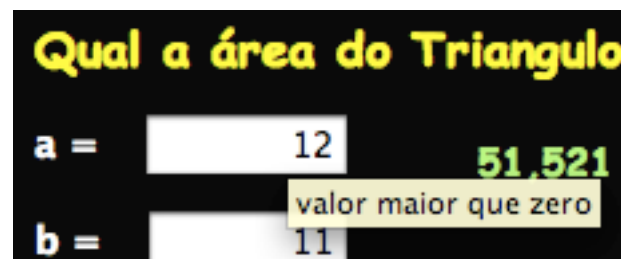 Qual a área do Triangulo
a = 12
51,521
valor maior que zero
b = 11